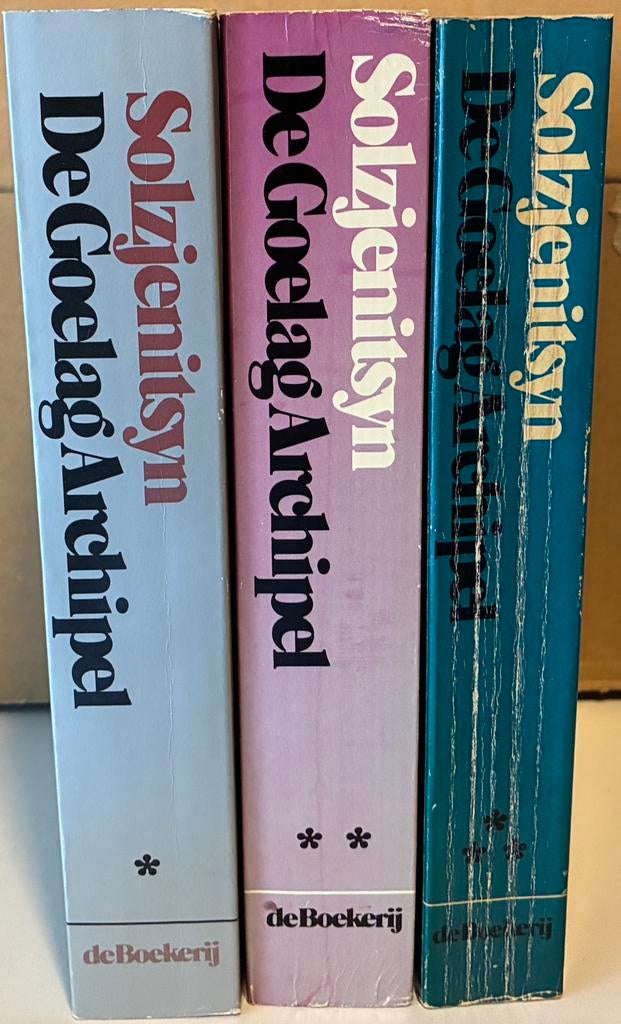 Solzjenitsyn
De Goelag Archipel
*
deBoekerij
Solzjenitsyn
De Goelag Archipel
* *
deBoekerij
Solzjenitsyn
De Goelag Archipel
*
* *
deBoekerij